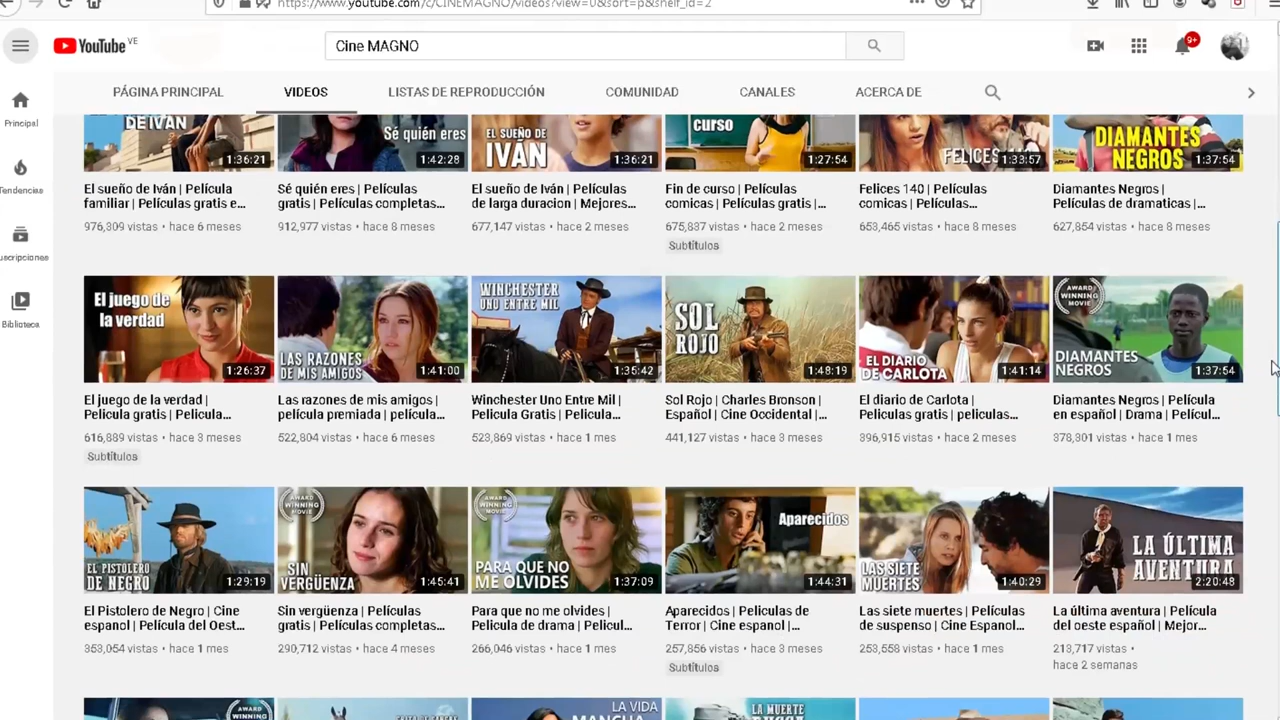 https://www.youtube.com/c/CINEMAGNO/videos?view=0&sort=p&shelf_id=2
YouTube VE
Cine MAGNO
9+
PÁGINA PRINCIPAL
VIDEOS
LISTAS DE REPRODUCCIÓN
COMUNIDAD
CANALES
ACERCA DE
Principal
Tendencias
uscripciones
Biblioteca
DE IVÁN
1:36:21
Sé quién eres
1:42:28
EL SUEÑO DE
IVÁN
1:36:21
curso
1:27:54
FELICES
1:33:57
DIAMANTES
NEGROS
1:37:54
El sueño de Iván | Película
familiar | Películas gratis e...
976,309 vistas • hace 6 meses
Sé quién eres | Películas
gratis | Películas completas...
912,977 vistas • hace 8 meses
El sueño de Iván | Películas
de larga duracion | Mejores...
677,147 vistas • hace 2 meses
Fin de curso | Películas
comicas | Películas gratis |...
675,837 vistas • hace 2 meses
Subtítulos
Felices 140 | Películas
comicas | Películas...
653,465 vistas • hace 8 meses
Diamantes Negros |
Películas de dramaticas |...
627,854 vistas • hace 8 meses
El juego de
la verdad
1:26:37
LAS RAZONES
DE MIS AMIGOS
1:41:00
WINCHESTER
UNO ENTRE MIL
1:35:42
SOL
ROJO
1:48:19
EL DIARIO
DE CARLOTA
1:41:14
AWARD
WINNING
MOVIE
DIAMANTES
NEGROS
1:37:54
El juego de la verdad |
Pelicula gratis | Pelicula...
616,889 vistas • hace 3 meses
Subtítulos
Las razones de mis amigos |
película premiada | película...
522,804 vistas • hace 6 meses
Winchester Uno Entre Mil |
Pelicula Gratis | Pelicula...
523,869 vistas • hace 1 mes
Sol Rojo | Charles Bronson |
Español | Cine Occidental |...
441,127 vistas • hace 3 meses
El diario de Carlota |
Peliculas gratis | peliculas...
396,915 vistas • hace 2 meses
Diamantes Negros | Película
en español | Drama | Películ...
378,301 vistas • hace 1 mes
EL PISTOLERO
DE NEGRO
1:29:19
AWARD
WINNING
MOVIE
SIN
VERGÜENZA
1:45:41
AWARD
WINNING
MOVIE
PARA QUE NO
ME OLVIDES
1:37:09
Aparecidos
1:44:31
LAS SIETE
MUERTES
1:40:29
LA ÚLTIMA
AVENTURA
2:20:48
El Pistolero de Negro | Cine
espanol | Película del Oest...
353,054 vistas • hace 1 mes
Sin vergüenza | Películas
gratis | Películas completas...
290,712 vistas • hace 4 meses
Para que no me olvides |
Pelicula de drama | Pelicul...
266,046 vistas • hace 1 mes
Aparecidos | Peliculas de
Terror | Cine espanol |...
257,856 vistas • hace 3 meses
Subtítulos
Las siete muertes | Películas
de suspenso | Cine Espanol...
253,558 vistas • hace 1 mes
La última aventura | Película
del oeste español | Mejor...
213,717 vistas •
hace 2 semanas
AWARD
WINNING
LA VIDA
MANCHA
LA MUERTE